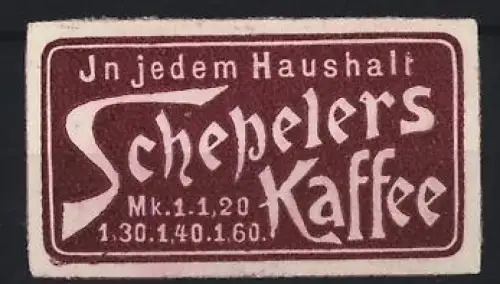 Jn jedem Haushalt
Schepelers
Kaffee
Mk.1.-1,20
1,30.1,40.1,60.